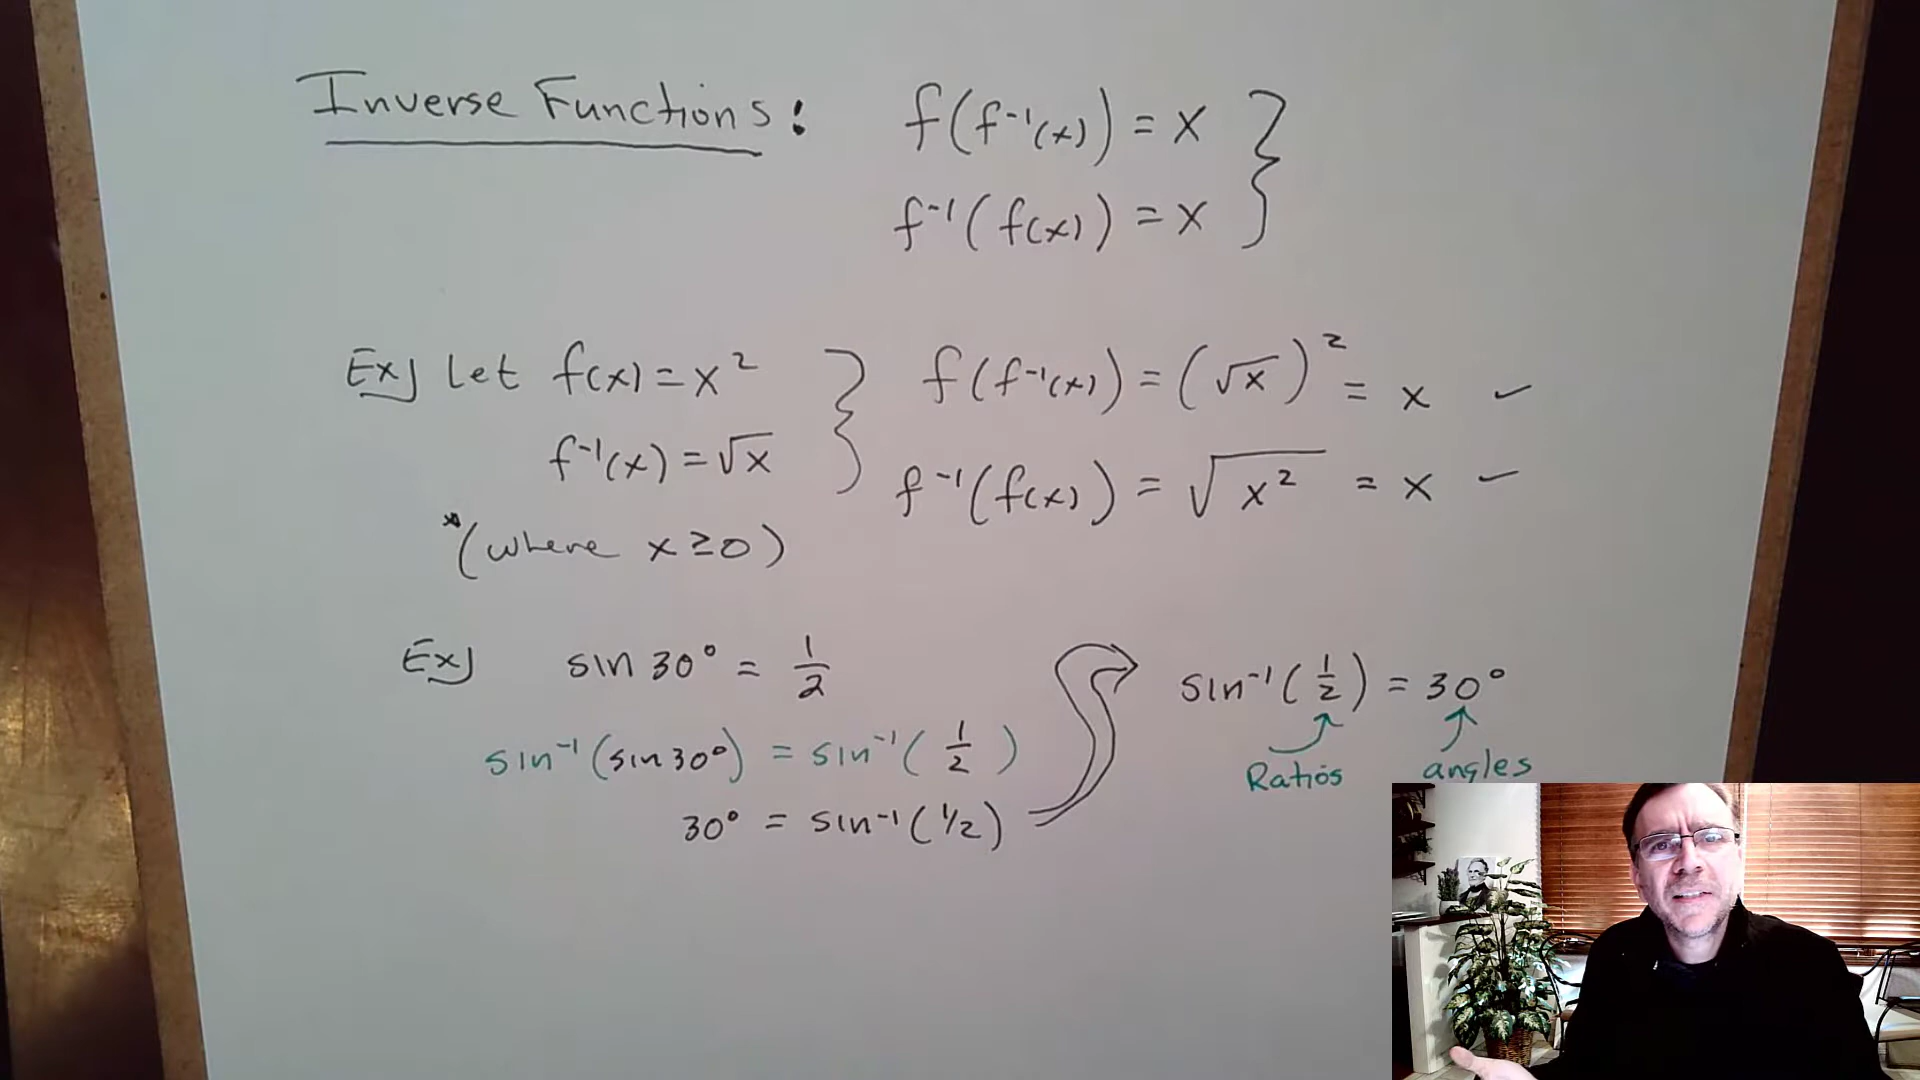 Inverse Functions: f(f⁻¹(x)) = x
f⁻¹(f(x)) = x
Ex] Let f(x) = x² f(f⁻¹(x)) = (√x)² = x ✓
f⁻¹(x) = √x f⁻¹(f(x)) = √x² = x ✓
*(where x ≥ 0)
Ex] sin 30° = 1/2 sin⁻¹(1/2) = 30°
sin⁻¹(sin 30°) = sin⁻¹(1/2) Ratios angles
30° = sin⁻¹(1/2)